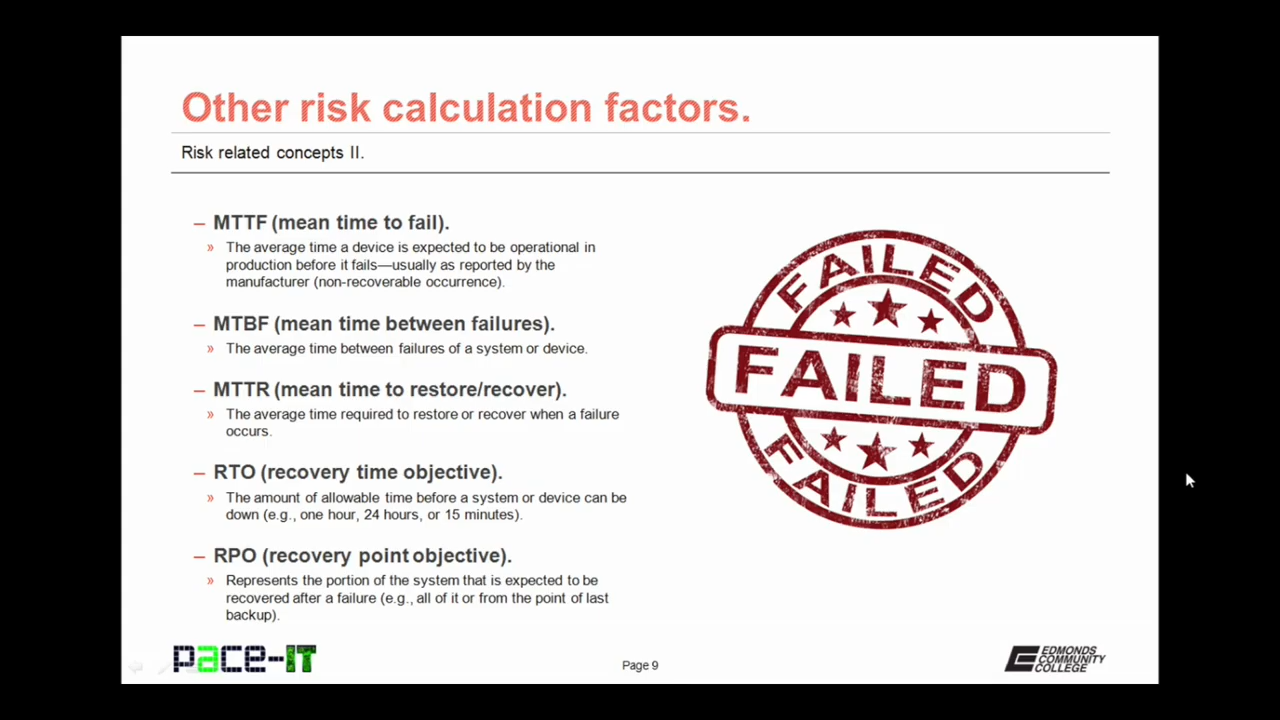 Other risk calculation factors.
Risk related concepts II.
– MTTF (mean time to fail).
» The average time a device is expected to be operational in
production before it fails—usually as reported by the
manufacturer (non-recoverable occurrence).
– MTBF (mean time between failures).
» The average time between failures of a system or device.
– MTTR (mean time to restore/recover).
» The average time required to restore or recover when a failure
occurs.
– RTO (recovery time objective).
» The amount of allowable time before a system or device can be
down (e.g., one hour, 24 hours, or 15 minutes).
– RPO (recovery point objective).
» Represents the portion of the system that is expected to be
recovered after a failure (e.g., all of it or from the point of last
backup).
FAILED
FAILED
FAILED
pace-IT
Page 9
EDMONDS
COMMUNITY
COLLEGE